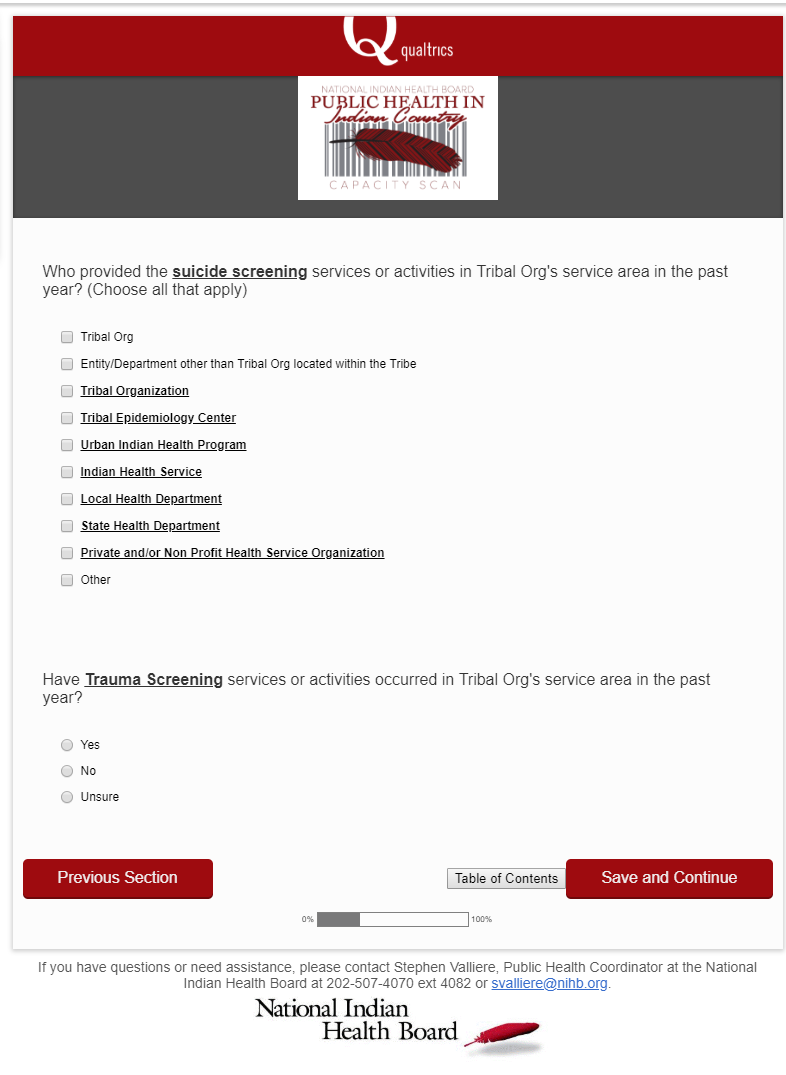 qualtrics
NATIONAL INDIAN HEALTH BOARD
PUBLIC HEALTH IN
Indian Country
CAPACITY SCAN
Who provided the suicide screening services or activities in Tribal Org's service area in the past
year? (Choose all that apply)
Tribal Org
Entity/Department other than Tribal Org located within the Tribe
Tribal Organization
Tribal Epidemiology Center
Urban Indian Health Program
Indian Health Service
Local Health Department
State Health Department
Private and/or Non Profit Health Service Organization
Other
Have Trauma Screening services or activities occurred in Tribal Org's service area in the past
year?
Yes
No
Unsure
Previous Section
Table of Contents
Save and Continue
0% 100%
If you have questions or need assistance, please contact Stephen Valliere, Public Health Coordinator at the National
Indian Health Board at 202-507-4070 ext 4082 or svalliere@nihb.org.
National Indian
Health Board